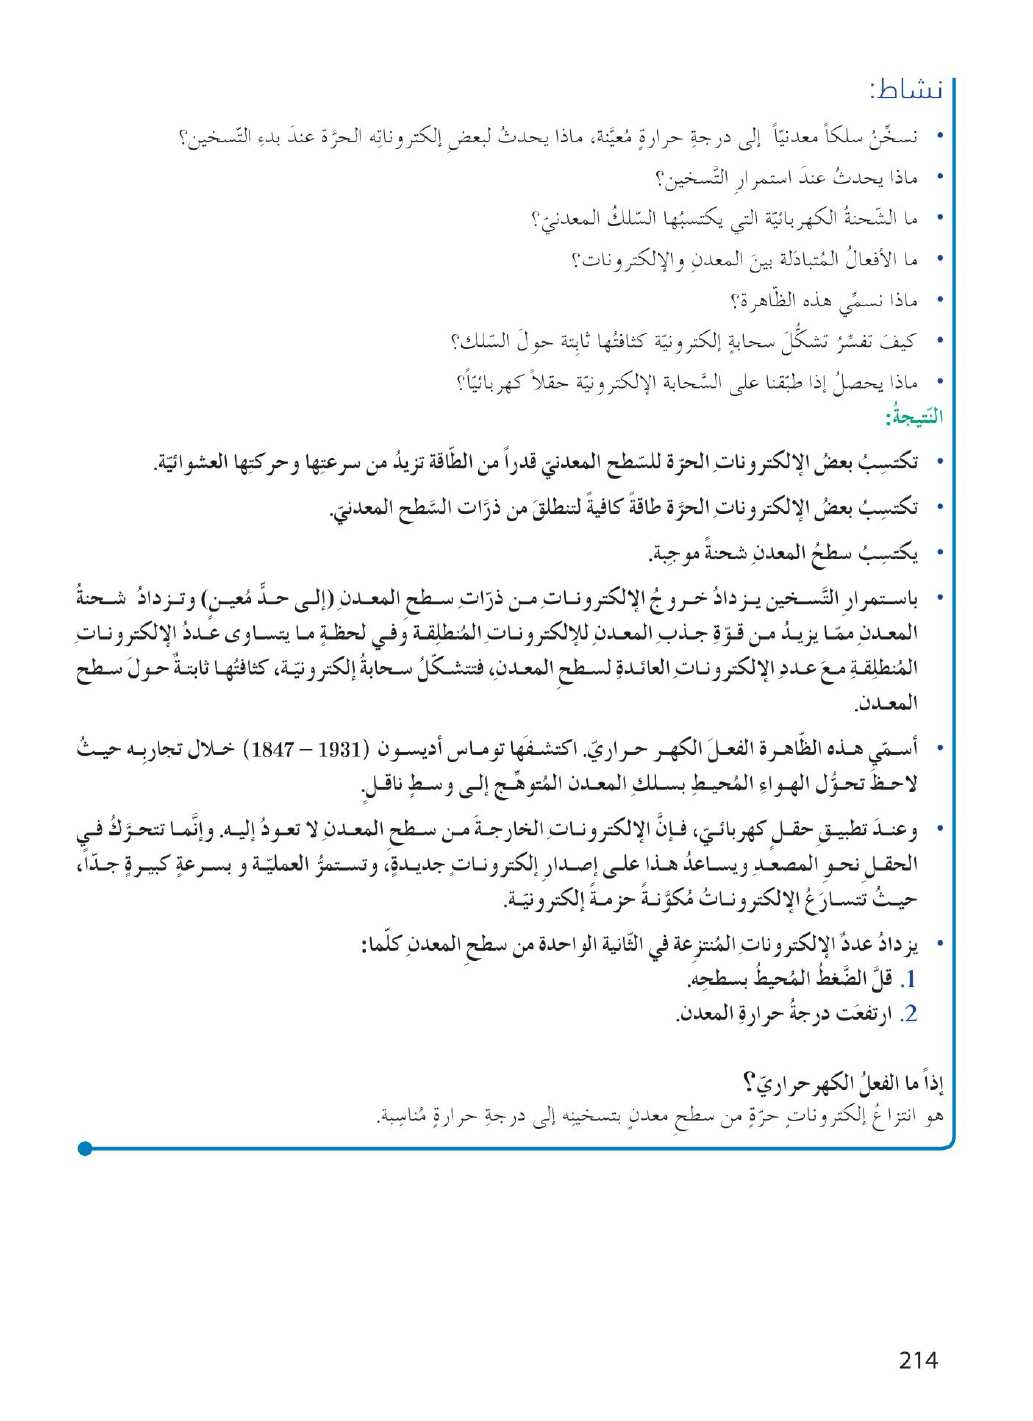 نشاط:
• نسخِّنُ سلكاً معدنيّاً إلى درجةِ حرارةٍ مُعيَّنة، ماذا يحدثُ لبعضِ إلكتروناتِه الحرَّة عندَ بدءِ التّسخين؟
• ماذا يحدثُ عندَ استمرارِ التَّسخين؟
• ما الشّحنةُ الكهربائيّة التي يكتسبُها السّلكُ المعدنيّ؟
• ما الأفعالُ المُتبادَلة بينَ المعدنِ والإلكترونات؟
• ماذا نسمِّي هذه الظّاهرة؟
• كيفَ تفسِّرُ تشكُّلَ سحابةٍ إلكترونيّة كثافتُها ثابِتة حولَ السّلك؟
• ماذا يحصلُ إذا طبّقنا على السَّحابة الإلكترونيّة حقلاً كهربائيّاً؟
النّتيجةُ:
• تكتسِبُ بعضُ الإلكتروناتِ الحرّة للسّطح المعدنيّ قدراً من الطّاقة تزيدُ من سرعتِها وحركتِها العشوائيّة.
• تكتسِبُ بعضُ الإلكتروناتِ الحرَّة طاقةً كافيةً لتنطلقَ من ذرَّات السَّطح المعدنيّ.
• يكتسِبُ سطحُ المعدنِ شحنةً موجِبة.
• باستمرارِ التَّسخين يزدادُ خروجُ الإلكتروناتِ من ذرّاتِ سطحِ المعدنِ (إلى حدٍّ مُعينٍ) وتزدادُ شحنةُ
المعدنِ ممّا يزيدُ من قوّةِ جذبِ المعدنِ للإلكتروناتِ المُنطلِقة وفي لحظةٍ ما يتساوى عددُ الإلكتروناتِ
المُنطلِقةِ معَ عددِ الإلكتروناتِ العائدةِ لسطحِ المعدنِ، فتتشكّلُ سحابةُ إلكترونيّة، كثافتُها ثابتةٌ حولَ سطحِ
المعدن.
• أسمّي هذه الظّاهرة الفعلَ الكهر حراريّ. اكتشفَها توماس أديسون (1931 – 1847) خلال تجاربِه حيثُ
لاحظَ تحوُّل الهواءِ المُحيطِ بسلكِ المعدن المُتوهِّج إلى وسطٍ ناقلٍ.
• وعندَ تطبيقِ حقلٍ كهربائيّ، فإنَّ الإلكتروناتِ الخارجةَ من سطحِ المعدنِ لا تعودُ إليه. وإنَّما تتحرَّكُ في
الحقلِ نحوِ المصعدِ ويساعدُ هذا على إصدارِ إلكتروناتٍ جديدةٍ، وتستمرُّ العمليّة و بسرعةٍ كبيرةٍ جدّاً،
حيثُ تتسارَعُ الإلكتروناتُ مُكوَّنةً حزمةً إلكترونيّة.
• يزدادُ عددُ الإلكتروناتِ المُنتزِعة في الثّانية الواحدة من سطحِ المعدنِ كلّما:
1. قلَّ الضَّغطُ المُحيطُ بسطحِه.
2. ارتفعَت درجةُ حرارةِ المعدن.
إذاً ما الفعلُ الكهرحراريّ؟
هو انتزاعُ إلكتروناتٍ حرّةٍ من سطحِ معدنٍ بتسخينِه إلى درجةِ حرارةٍ مُناسِبة.
214